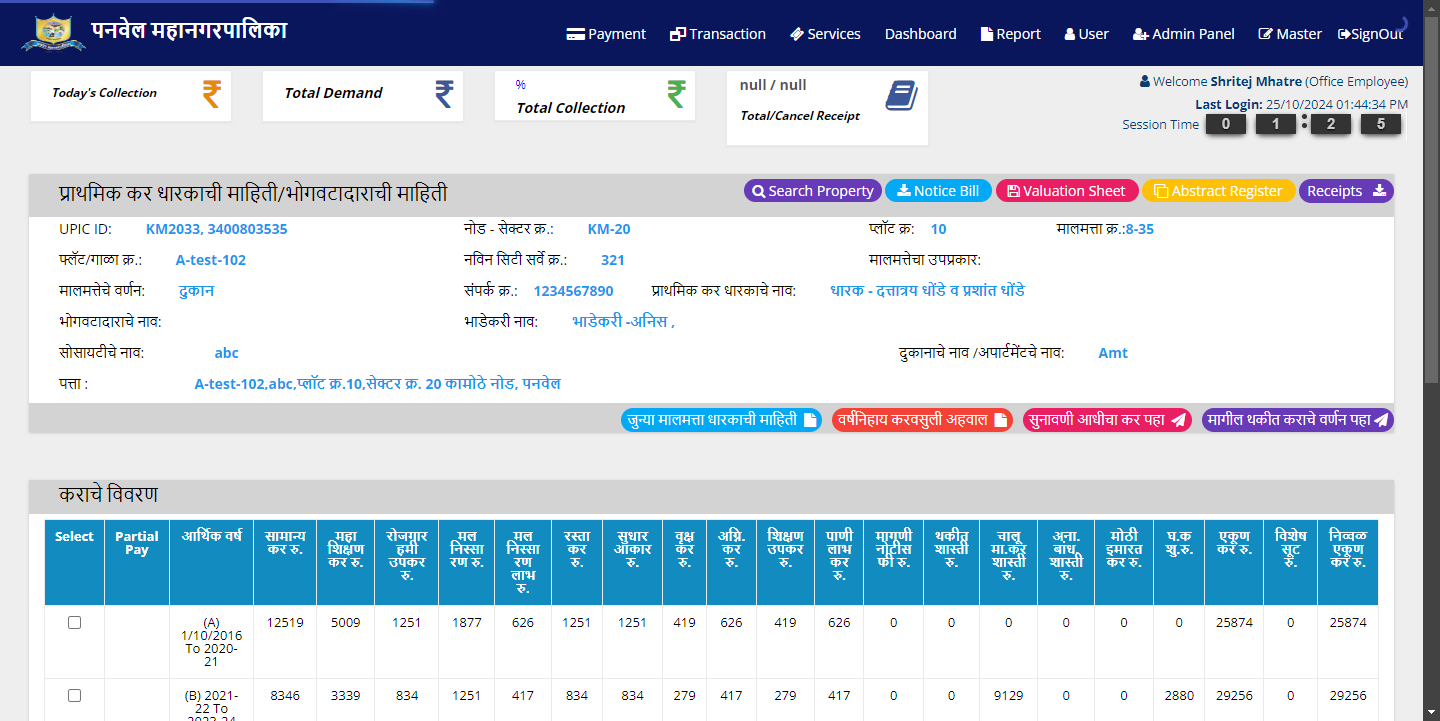 पनवेल महानगरपालिका
Payment Transaction Services Dashboard Report User Admin Panel Master SignOut
Today's Collection
Total Demand
%
Total Collection
null / null
Total/Cancel Receipt
Welcome Shritej Mhatre (Office Employee)
Last Login: 25/10/2024 01:44:34 PM
Session Time 0 1 : 2 5
प्राथमिक कर धारकाची माहिती/भोगवटादाराची माहिती
Search Property Notice Bill Valuation Sheet Abstract Register Receipts
UPIC ID: KM2033, 3400803535 नोड - सेक्टर क्र.: KM-20 प्लॉट क्र: 10 मालमत्ता क्र.:8-35
फ्लॅट/गाळा क्र.: A-test-102 नविन सिटी सर्वे क्र.: 321 मालमत्तेचा उपप्रकार:
मालमत्तेचे वर्णन: दुकान संपर्क क्र.: 1234567890 प्राथमिक कर धारकाचे नाव: धारक - दत्तात्रय धोंडे व प्रशांत धोंडे
भोगवटादाराचे नाव: भाडेकरी नाव: भाडेकरी -अनिस ,
सोसायटीचे नाव: abc दुकानाचे नाव /अपार्टमेंटचे नाव: Amt
पत्ता : A-test-102,abc,प्लॉट क्र.10,सेक्टर क्र. 20 कामोठे नोड, पनवेल
जुन्या मालमत्ता धारकाची माहिती वर्षनिहाय करवसुली अहवाल सुनावणी आधीचा कर पहा मागील थकीत कराचे वर्णन पहा
कराचे विवरण
Select Partial Pay आर्थिक वर्ष सामान्य कर रु. महा शिक्षण कर रु. रोजगार हमी उपकर रु. मल निस्सा रण रु. मल निस्सा रण लाभ रु. रस्ता कर रु. सुधार आकार रु. वृक्ष कर रु. अग्नि. कर रु. शिक्षण उपकर रु. पाणी लाभ कर रु. मागणी नोटीस फी रु. थकीत शास्ती रु. चालू मा.कर शास्ती रु. अना. बांध. शास्ती रु. मोठी इमारत कर रु. घ.क शु.रु. एकूण कर रु. विशेष सूट रु. निव्वळ एकूण कर रु.
(A) 1/10/2016 To 2020-21 12519 5009 1251 1877 626 1251 1251 419 626 419 626 0 0 0 0 0 0 25874 0 25874
(B) 2021-22 To 2023-24 8346 3339 834 1251 417 834 834 279 417 279 417 0 0 9129 0 0 2880 29256 0 29256